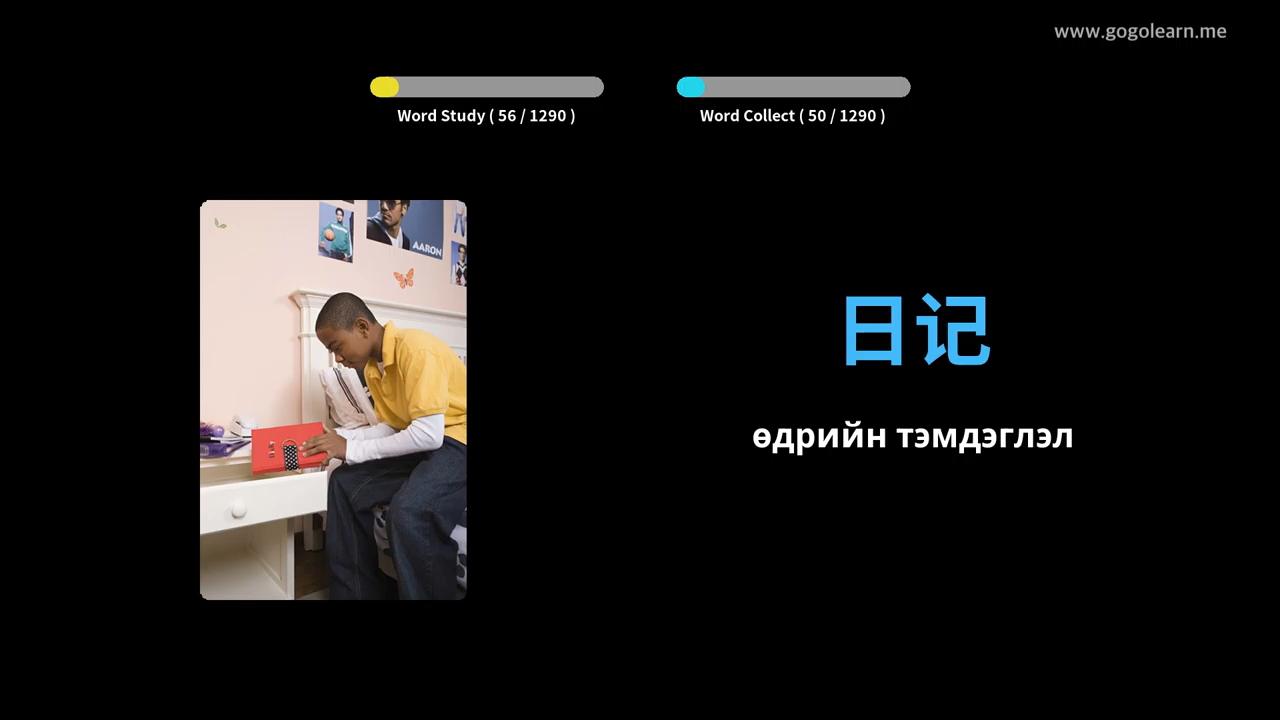 www.gogolearn.me
Word Study ( 56 / 1290 )
Word Collect ( 50 / 1290 )
AARON
日记
өдрийн тэмдэглэл